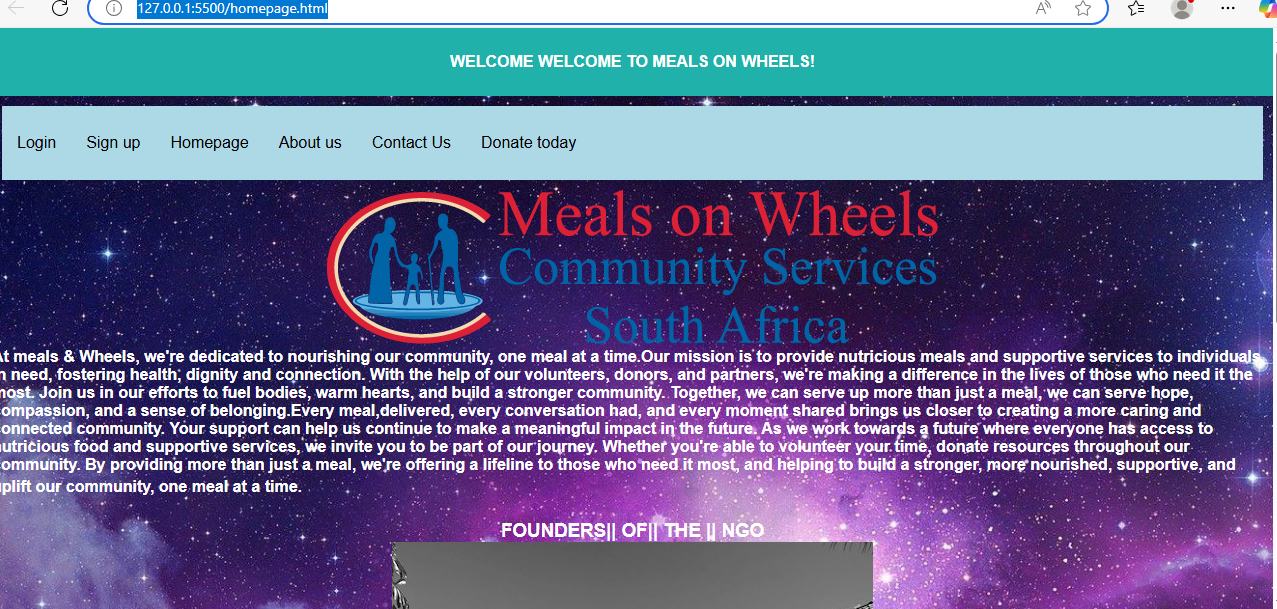 127.0.0.1:5500/homepage.html
WELCOME WELCOME TO MEALS ON WHEELS!
Login Sign up Homepage About us Contact Us Donate today
Meals on Wheels
Community Services
South Africa
At meals & Wheels, we're dedicated to nourishing our community, one meal at a time.Our mission is to provide nutricious meals and supportive services to individuals
in need, fostering health, dignity and connection. With the help of our volunteers, donors, and partners, we're making a difference in the lives of those who need it the
most. Join us in our efforts to fuel bodies, warm hearts, and build a stronger community. Together, we can serve up more than just a meal, we can serve hope,
compassion, and a sense of belonging.Every meal,delivered, every conversation had, and every moment shared brings us closer to creating a more caring and
connected community. Your support can help us continue to make a meaningful impact in the future. As we work towards a future where everyone has access to
nutricious food and supportive services, we invite you to be part of our journey. Whether you're able to volunteer your time, donate resources throughout our
community. By providing more than just a meal, we're offering a lifeline to those who need it most, and helping to build a stronger, more nourished, supportive, and
uplift our community, one meal at a time.
FOUNDERS|| OF|| THE || NGO